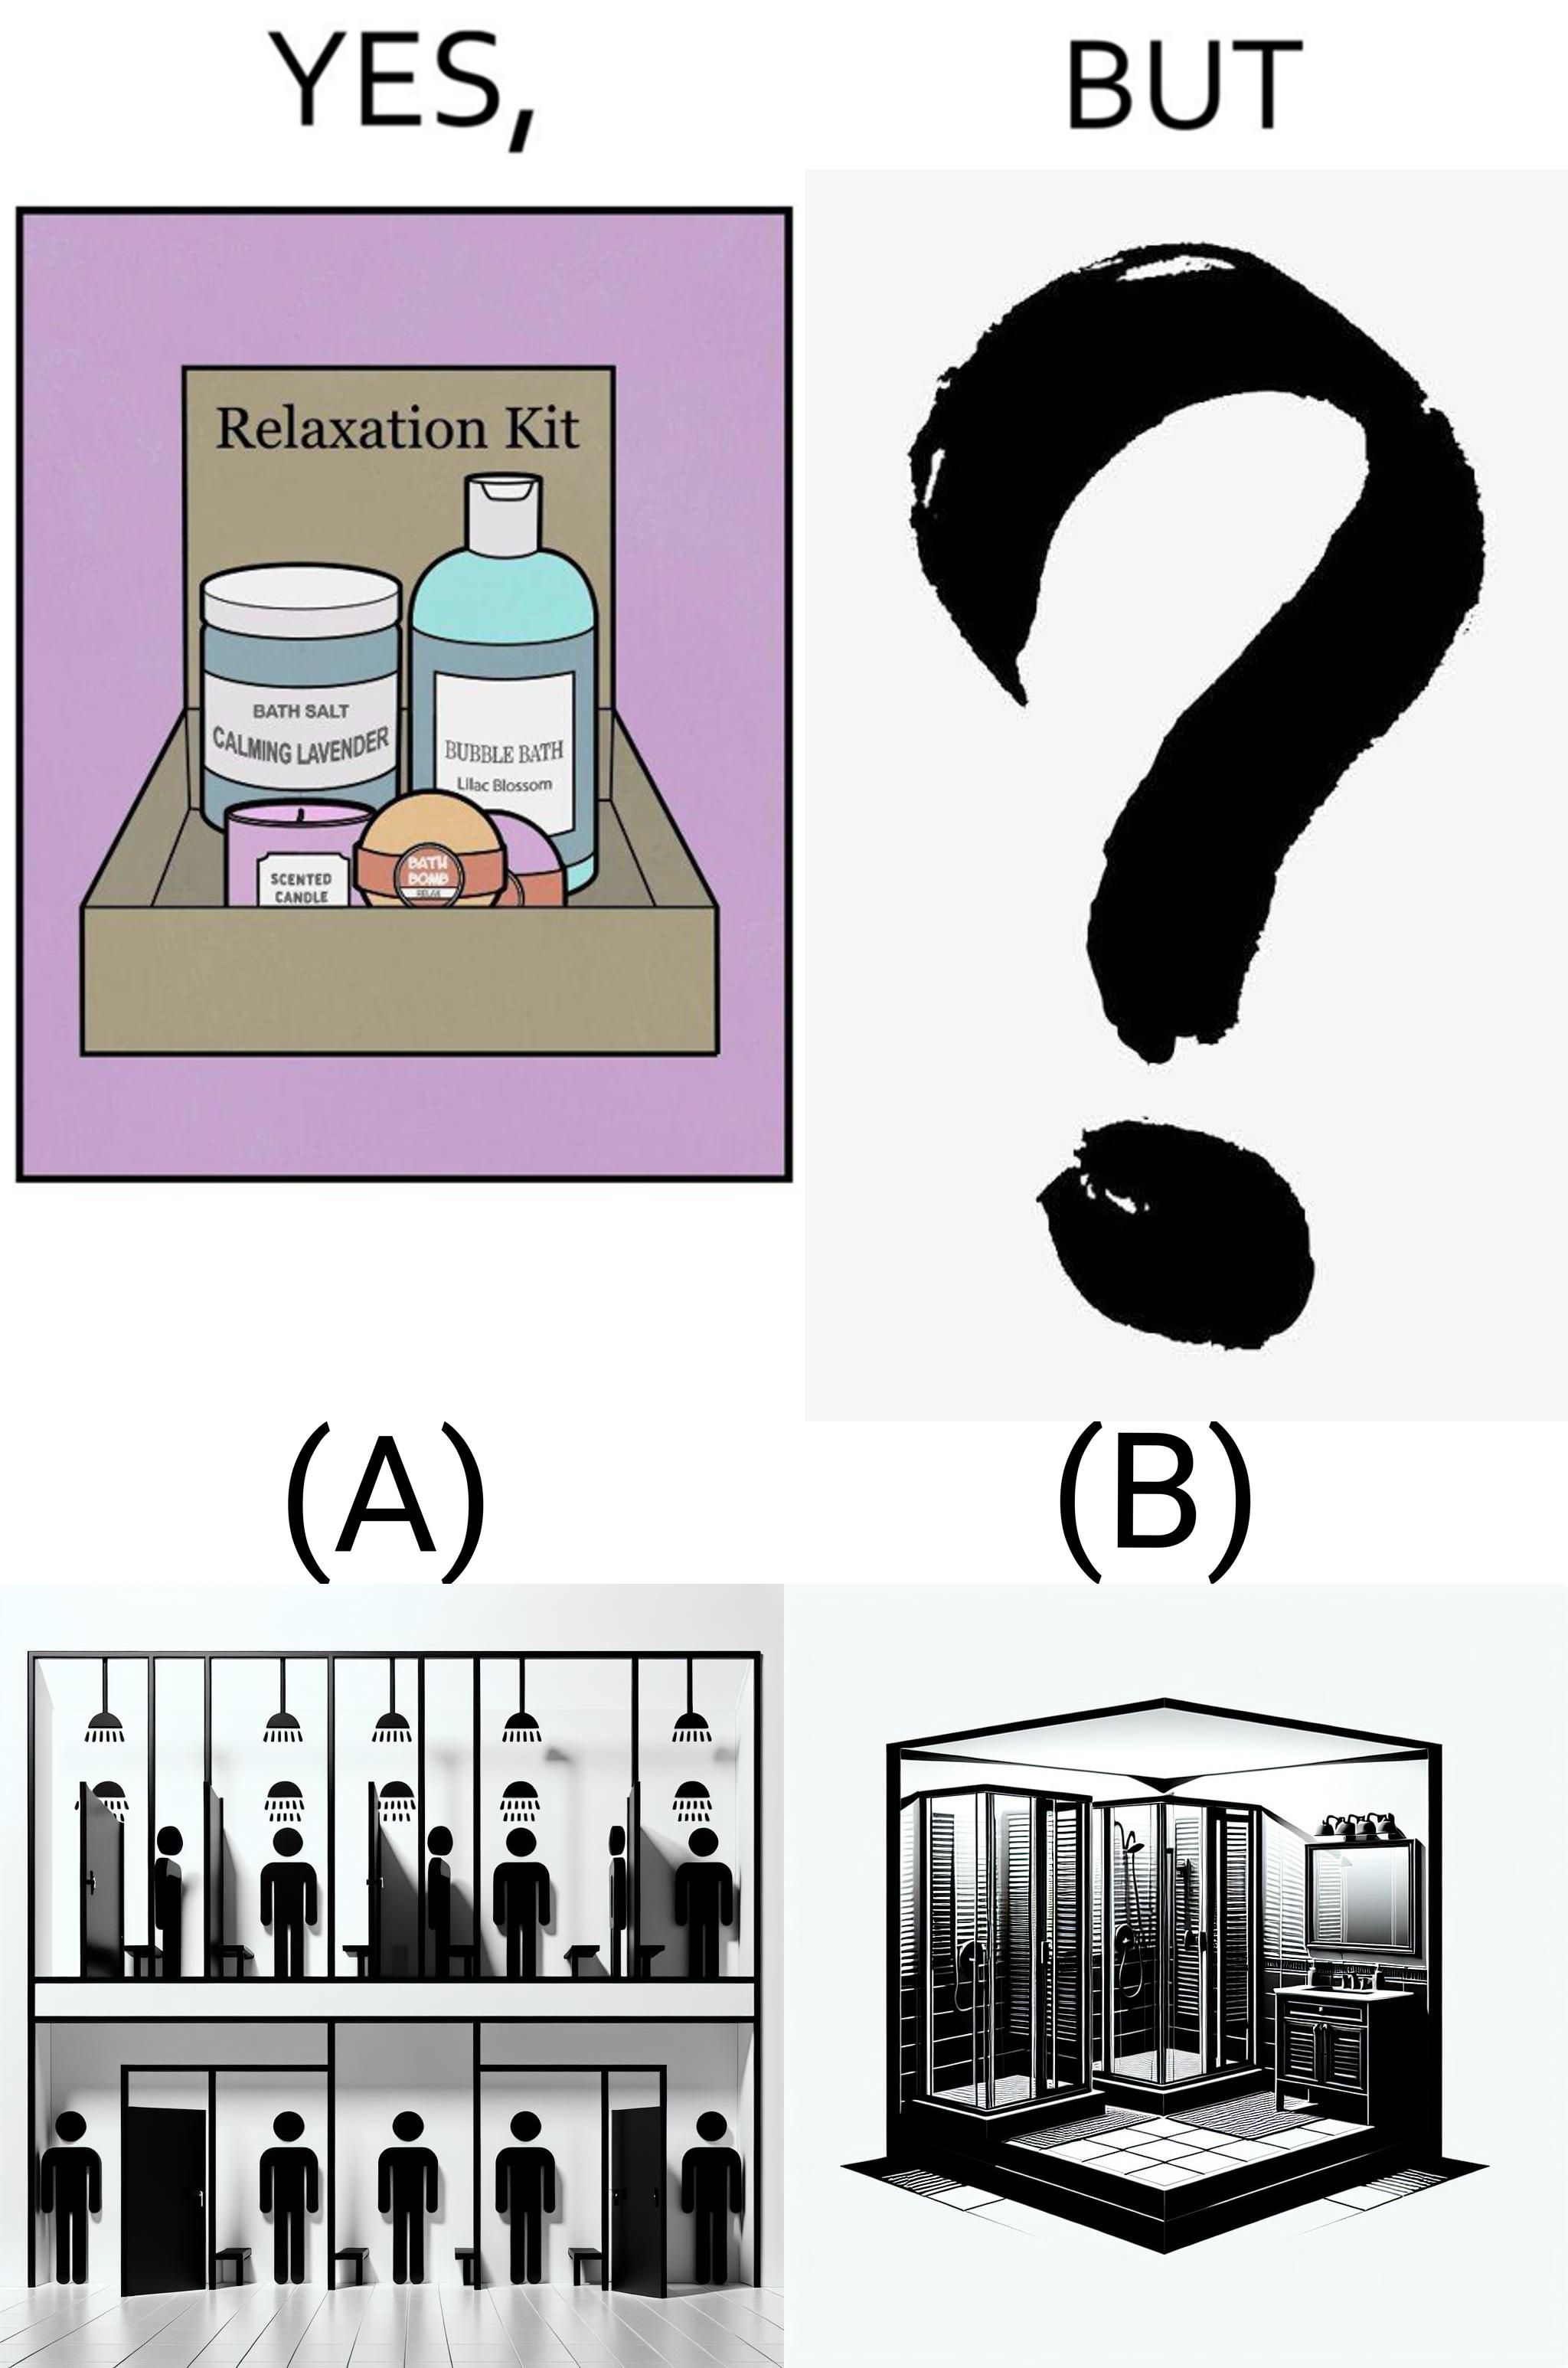 YES,
BUT
Relaxation Kit
BATH SALT
CALMING LAVENDER
BUBBLE BATH
Lilac Blossom
SCENTED
CANDLE
BATH
BOMB
RELAX
(A)
(B)